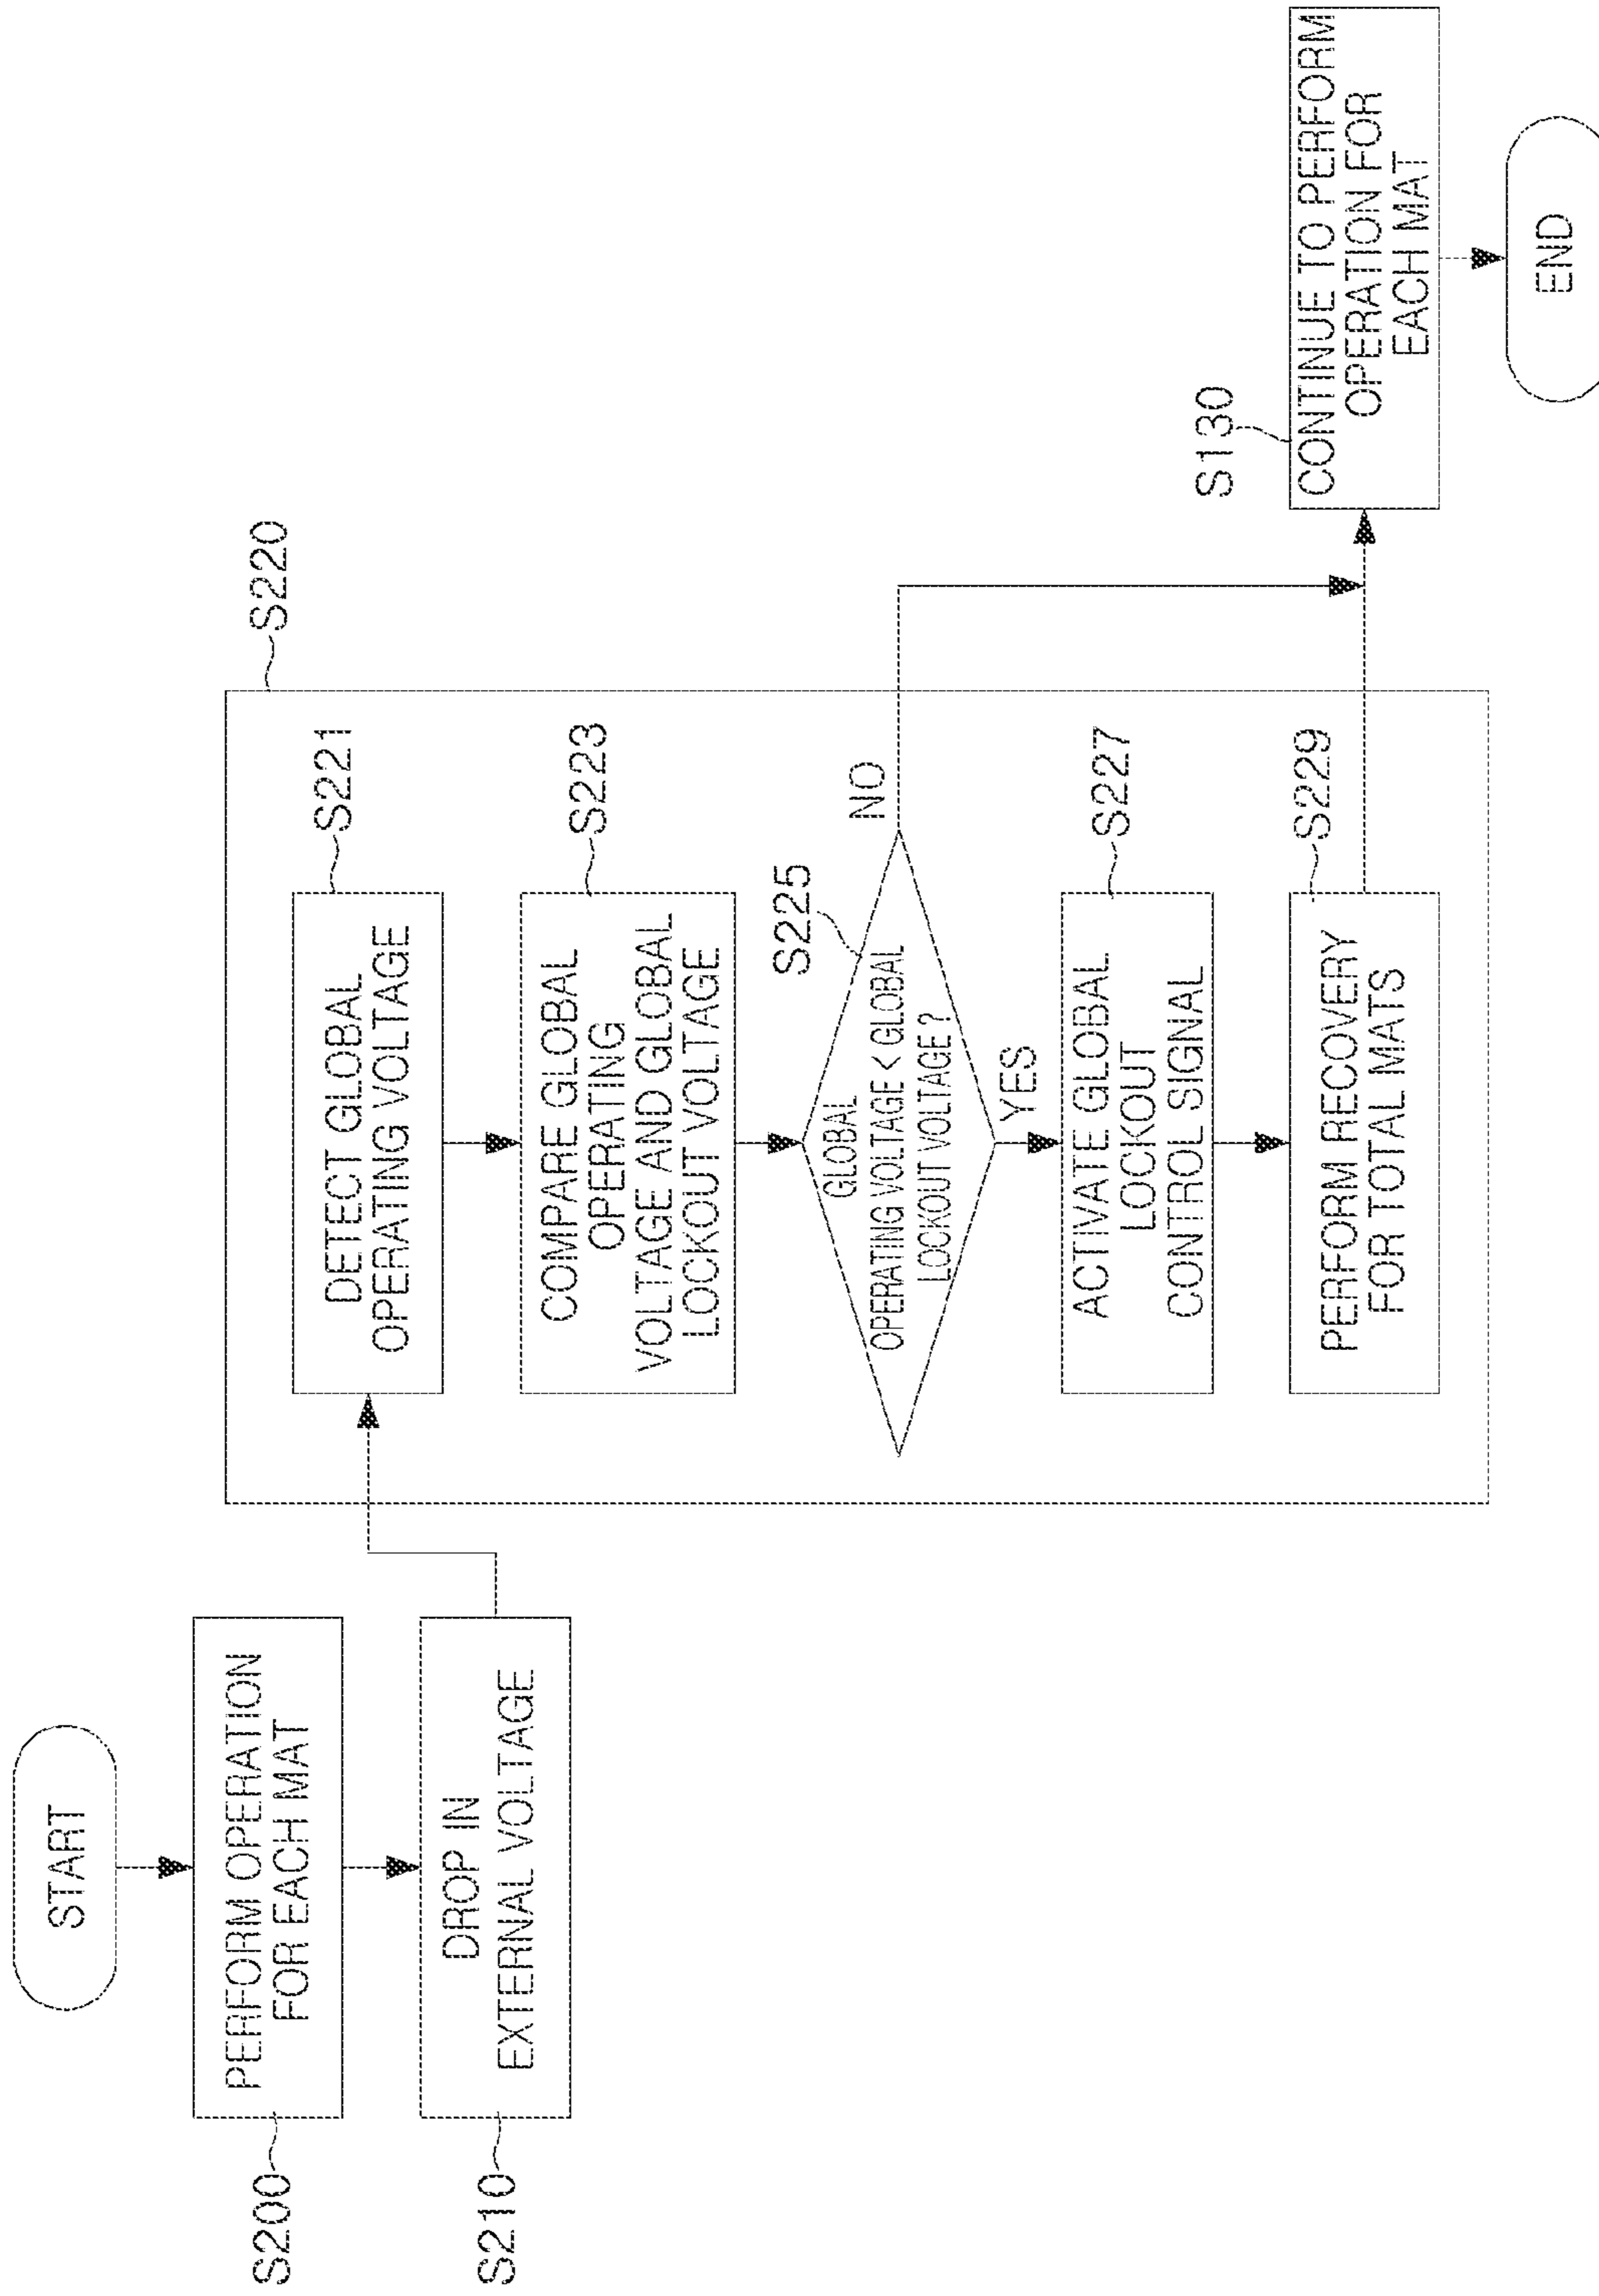 START
PERFORM OPERATION
FOR EACH MAT
S200
DROP IN
EXTERNAL VOLTAGE
S210
S220
DETECT GLOBAL
OPERATING VOLTAGE
S221
COMPARE GLOBAL
OPERATING
VOLTAGE AND GLOBAL
LOCKOUT VOLTAGE
S223
GLOBAL
OPERATING VOLTAGE < GLOBAL
LOCKOUT VOLTAGE?
S225
NO
YES
ACTIVATE GLOBAL
LOCKOUT
CONTROL SIGNAL
S227
PERFORM RECOVERY
FOR TOTAL MATS
S229
S130
CONTINUE TO PERFORM
OPERATION FOR
EACH MAT
END